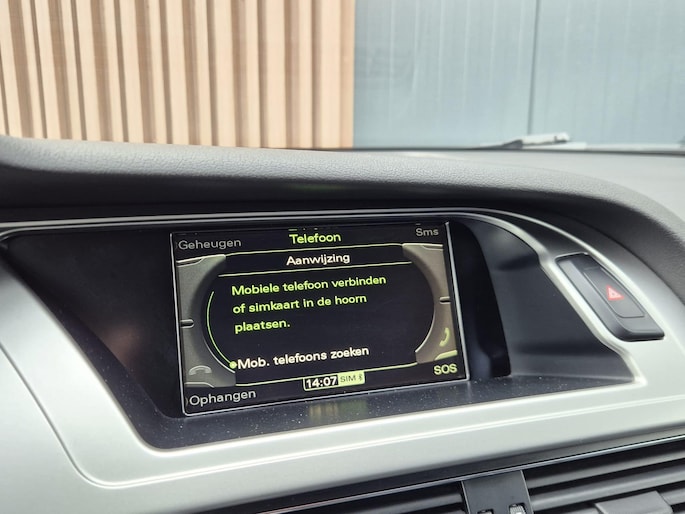 Geheugen
Telefoon
Sms
Aanwijzing
Mobiele telefoon verbinden
of simkaart in de hoorn
plaatsen.
Mob. telefoons zoeken
14:07 SIM
Ophangen
SOS